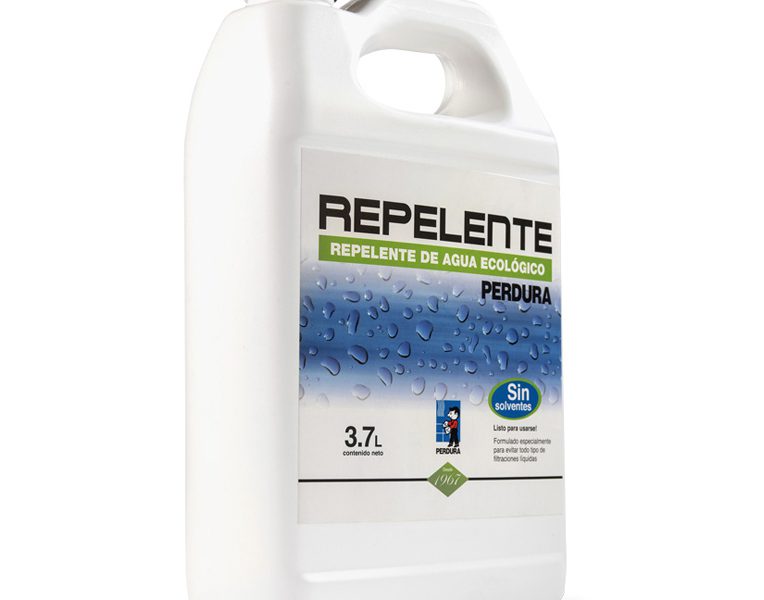 REPELENTE
REPELENTE DE AGUA ECOLÓGICO
PERDURA
Sin
solventes
Listo para usarse!
Formulado especialmente
para evitar todo tipo de
filtraciones líquidas
3.7L
contenido neto
PERDURA
Desde
1967